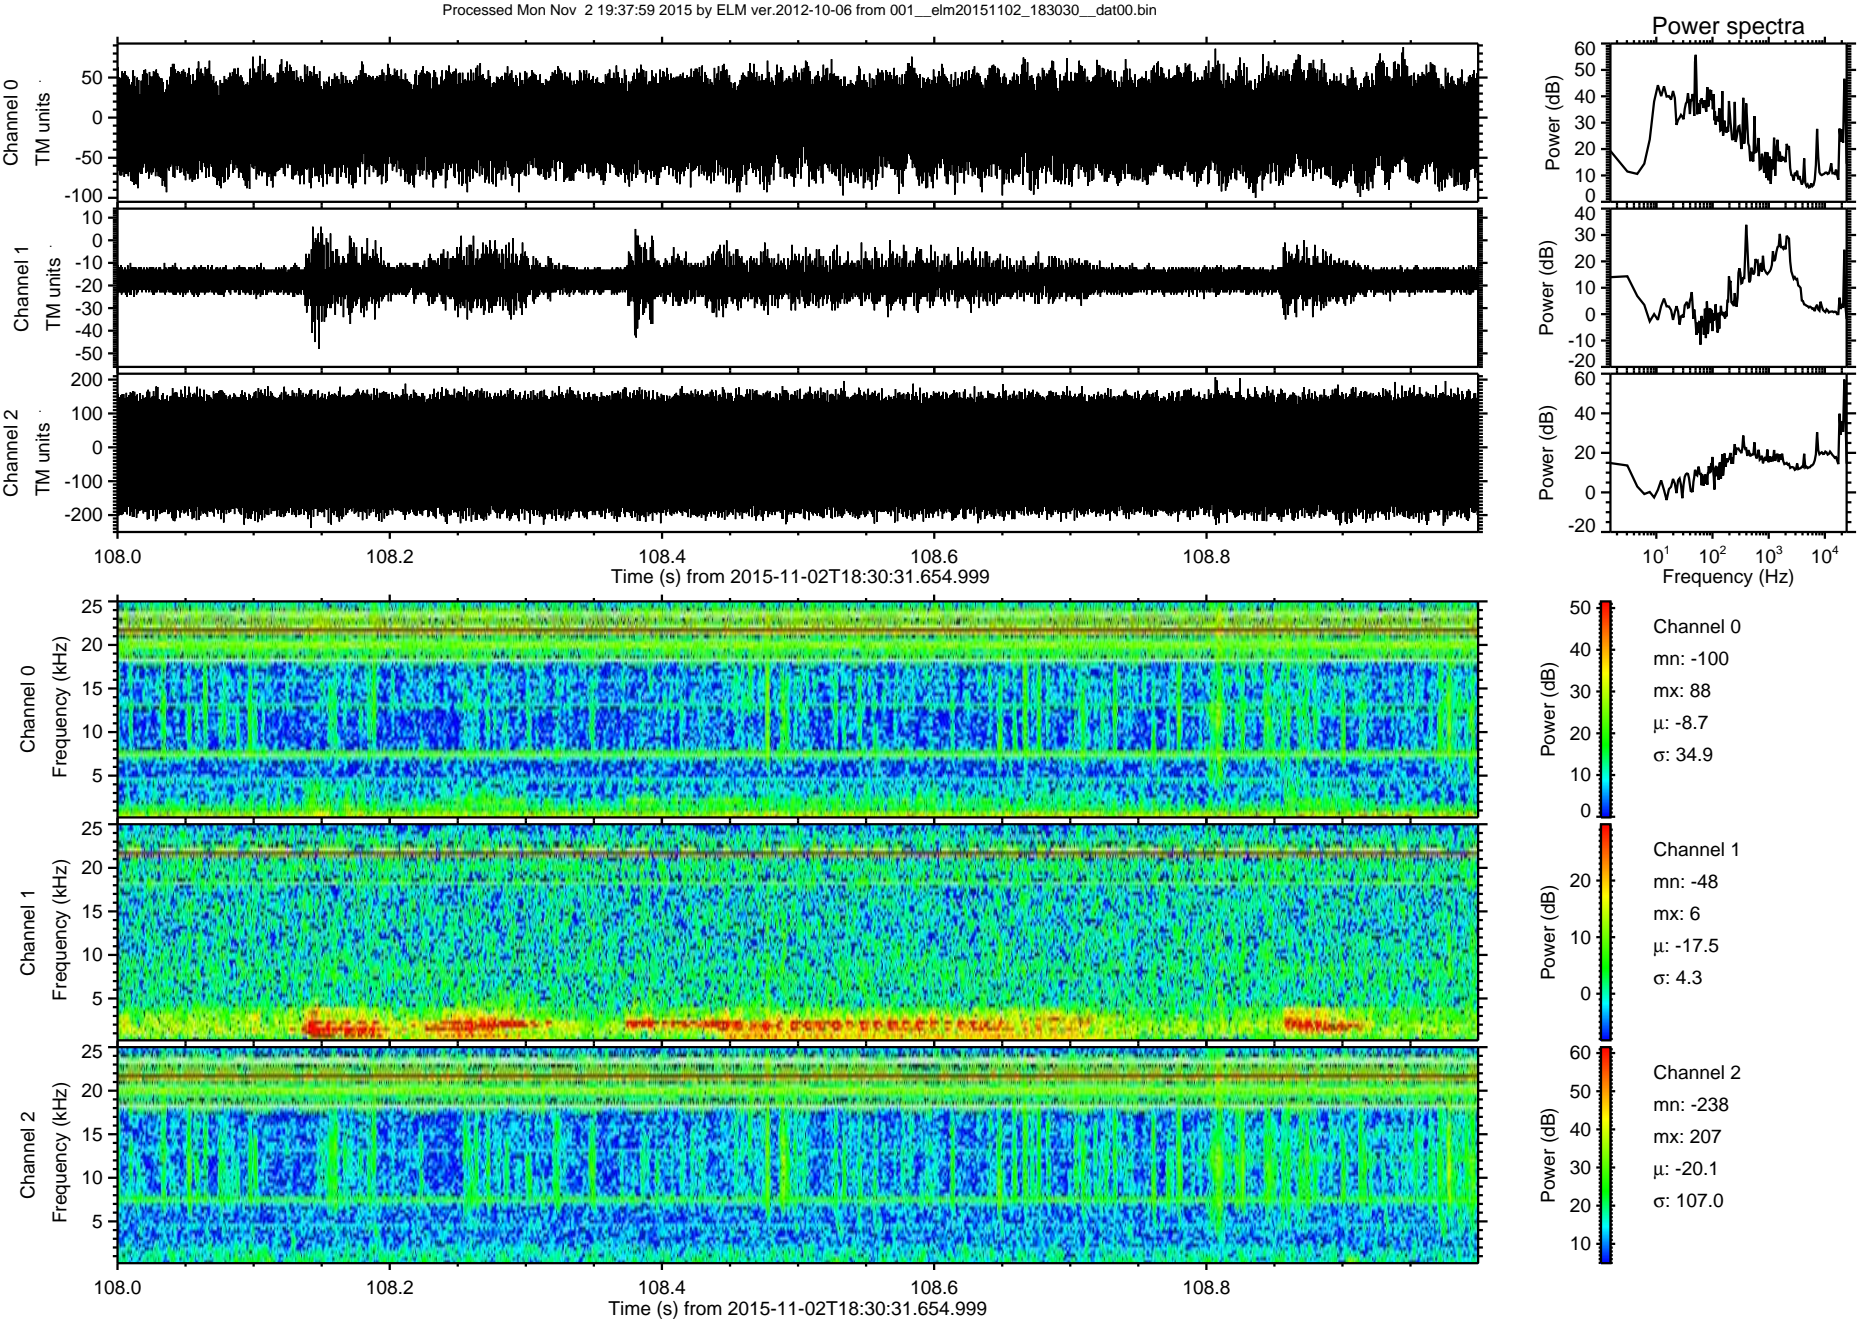 Processed Mon Nov  2 19:37:59 2015 by ELM ver.2012-10-06 from 001__elm20151102_183030__dat00.bin
Power spectra
Channel 0
TM units
50
0
-50
-100
Power (dB)
60
50
40
30
20
10
0
Channel 1
TM units
10
0
-10
-20
-30
-40
-50
Power (dB)
40
30
20
10
0
-10
-20
Channel 2
TM units
200
100
0
-100
-200
Power (dB)
60
40
20
0
-20
108.0 108.2 108.4 108.6 108.8
Time (s) from 2015-11-02T18:30:31.654.999
10^1 10^2 10^3 10^4
Frequency (Hz)
Channel 0
Frequency (kHz)
25
20
15
10
5
Power (dB)
50
40
30
20
10
0
Channel 0
mn: -100
mx: 88
μ: -8.7
σ: 34.9
Channel 1
Frequency (kHz)
25
20
15
10
5
Power (dB)
20
10
0
Channel 1
mn: -48
mx: 6
μ: -17.5
σ: 4.3
Channel 2
Frequency (kHz)
25
20
15
10
5
Power (dB)
60
50
40
30
20
10
Channel 2
mn: -238
mx: 207
μ: -20.1
σ: 107.0
108.0 108.2 108.4 108.6 108.8
Time (s) from 2015-11-02T18:30:31.654.999